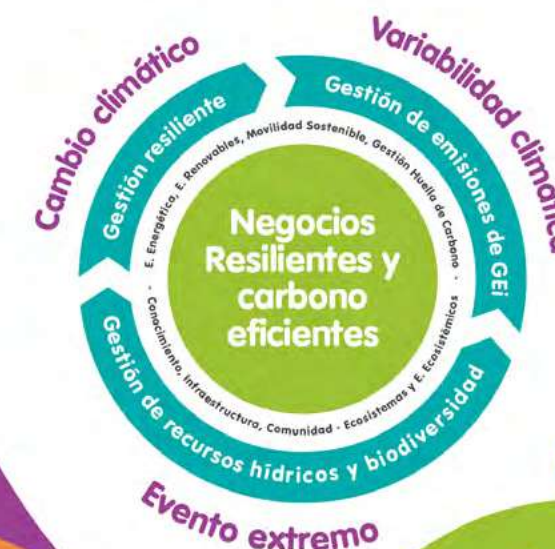 Cambio climático
Variabilidad climática
Gestión resiliente
Gestión de emisiones de GEi
E. Energética, E. Renovables, Movilidad Sostenible, Gestión Huella de Carbono -
Negocios
Resilientes y
carbono
eficientes
- Conocimiento, Infraestructura, Comunidad - Ecosistemas y E. Ecosistémicos
Gestión de recursos hídricos y biodiversidad
Evento extremo